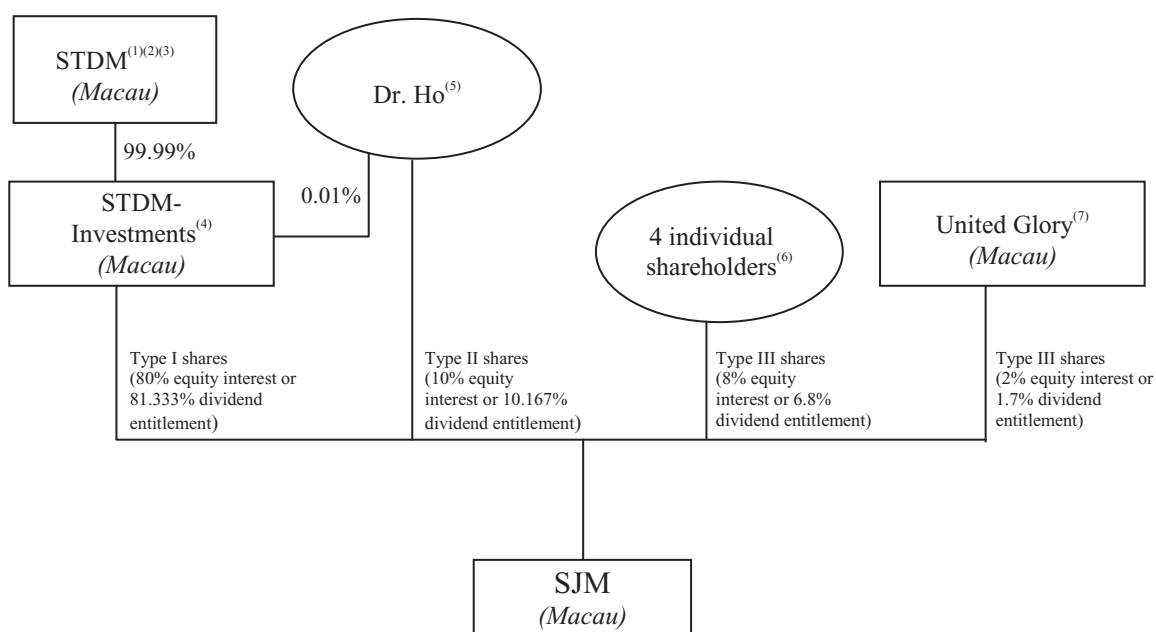 STDM(1)(2)(3)
(Macau)
Dr. Ho(5)
99.99%
0.01%
STDM-
Investments(4)
(Macau)
4 individual
shareholders(6)
United Glory(7)
(Macau)
Type I shares
(80% equity interest or
81.333% dividend
entitlement)
Type II shares
(10% equity
interest or 10.167%
dividend entitlement)
Type III shares
(8% equity
interest or 6.8%
dividend entitlement)
Type III shares
(2% equity interest or
1.7% dividend
entitlement)
SJM
(Macau)